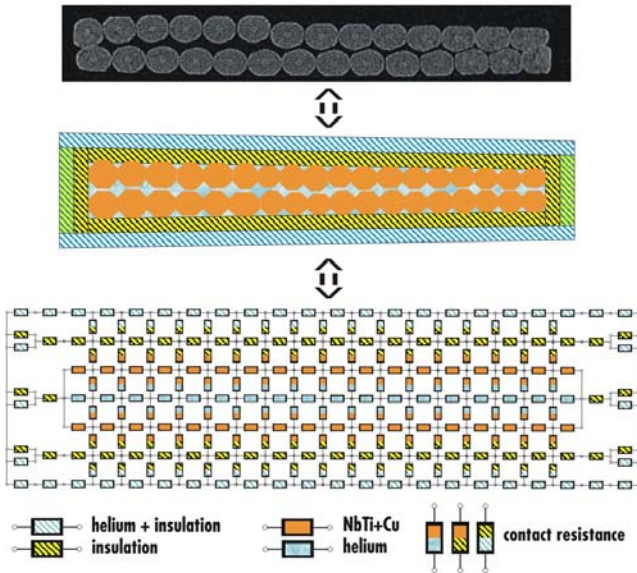 helium + insulation
insulation
NbTi+Cu
helium
contact resistance